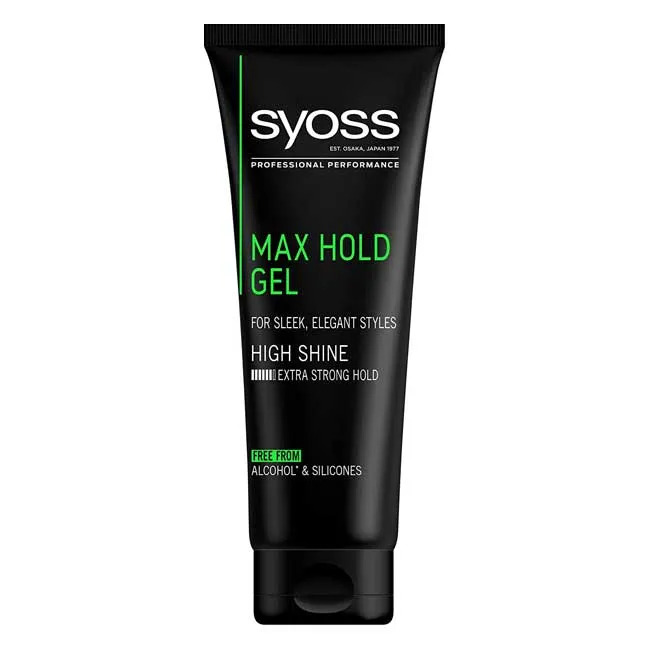 syoss
EST. OSAKA, JAPAN 1977
PROFESSIONAL PERFORMANCE
MAX HOLD
GEL
FOR SLEEK, ELEGANT STYLES
HIGH SHINE
EXTRA STRONG HOLD
FREE FROM
ALCOHOL* & SILICONES